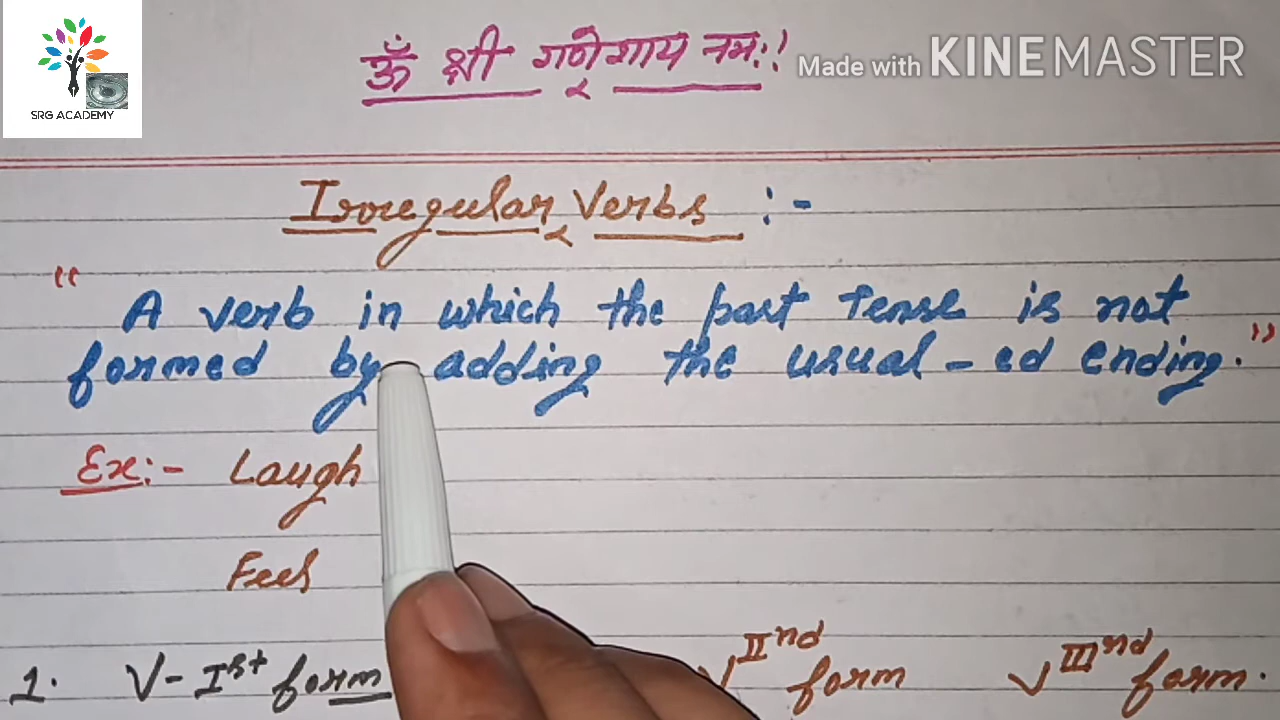 ॐ श्री गणेशाय नमः!
Made with KINEMASTER
SRG ACADEMY
Irregular Verbs :-
"A verb in which the past Tense is not
formed by adding the usual -ed ending."
Ex:- Laugh
Feel
1. V- Ist form V IInd form V IIInd form.